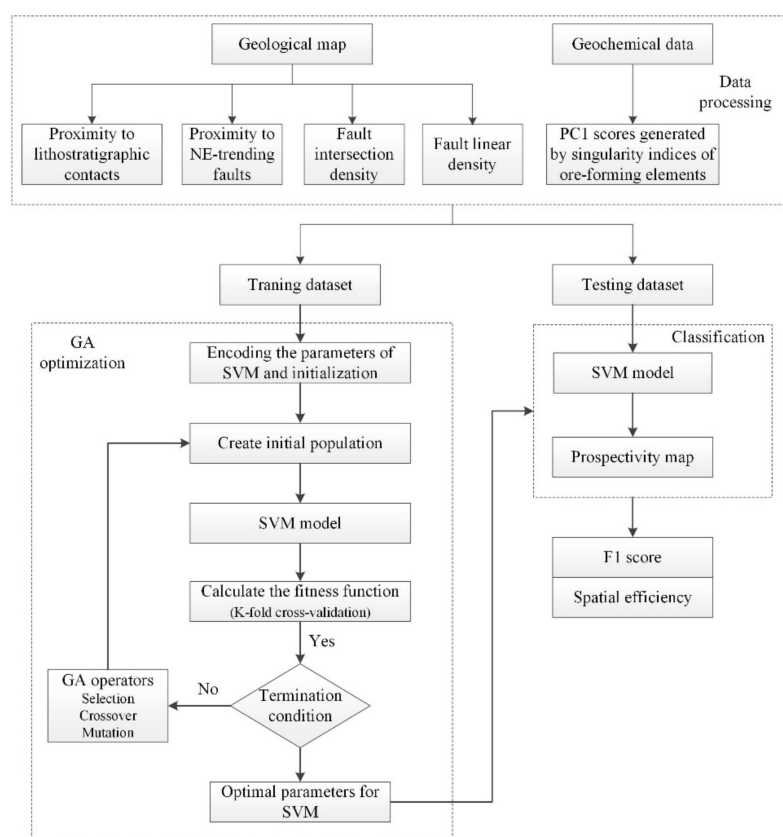 Geological map
Geochemical data
Data
processing
Proximity to
lithostratigraphic
contacts
Proximity to
NE-trending
faults
Fault
intersection
density
Fault linear
density
PC1 scores generated
by singularity indices of
ore-forming elements
Traning dataset
Testing dataset
GA
optimization
Encoding the parameters of
SVM and initialization
Create initial population
SVM model
Calculate the fitness function
(K-fold cross-validation)
Yes
Termination
condition
No
GA operators
Selection
Crossover
Mutation
Optimal parameters for
SVM
Classification
SVM model
Prospectivity map
F1 score
Spatial efficiency